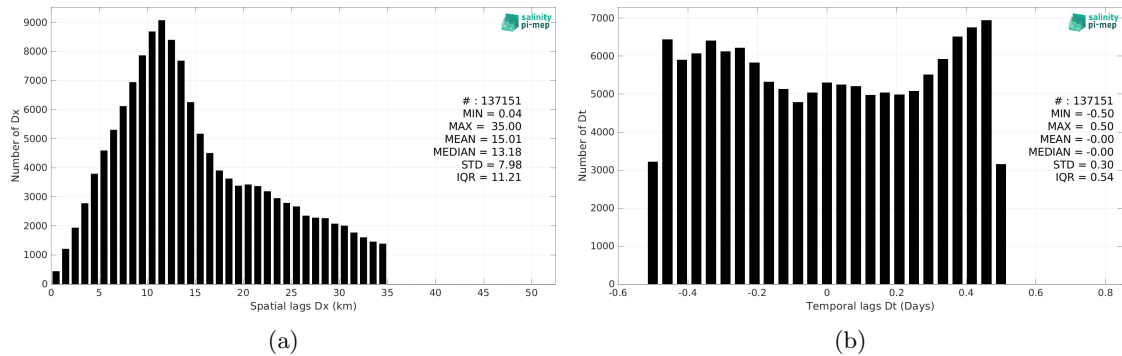 9000
8000
7000
6000
5000
4000
3000
2000
1000
0
Number of Dx
0 5 10 15 20 25 30 35 40 45 50
Spatial lags Dx (km)
salinity
pi-mep
# : 137151
MIN = 0.04
MAX = 35.00
MEAN = 15.01
MEDIAN = 13.18
STD = 7.98
IQR = 11.21
(a)
7000
6000
5000
4000
3000
2000
1000
0
Number of Dt
-0.6 -0.4 -0.2 0 0.2 0.4 0.6 0.8
Temporal lags Dt (Days)
salinity
pi-mep
# : 137151
MIN = -0.50
MAX = 0.50
MEAN = -0.00
MEDIAN = -0.00
STD = 0.30
IQR = 0.54
(b)